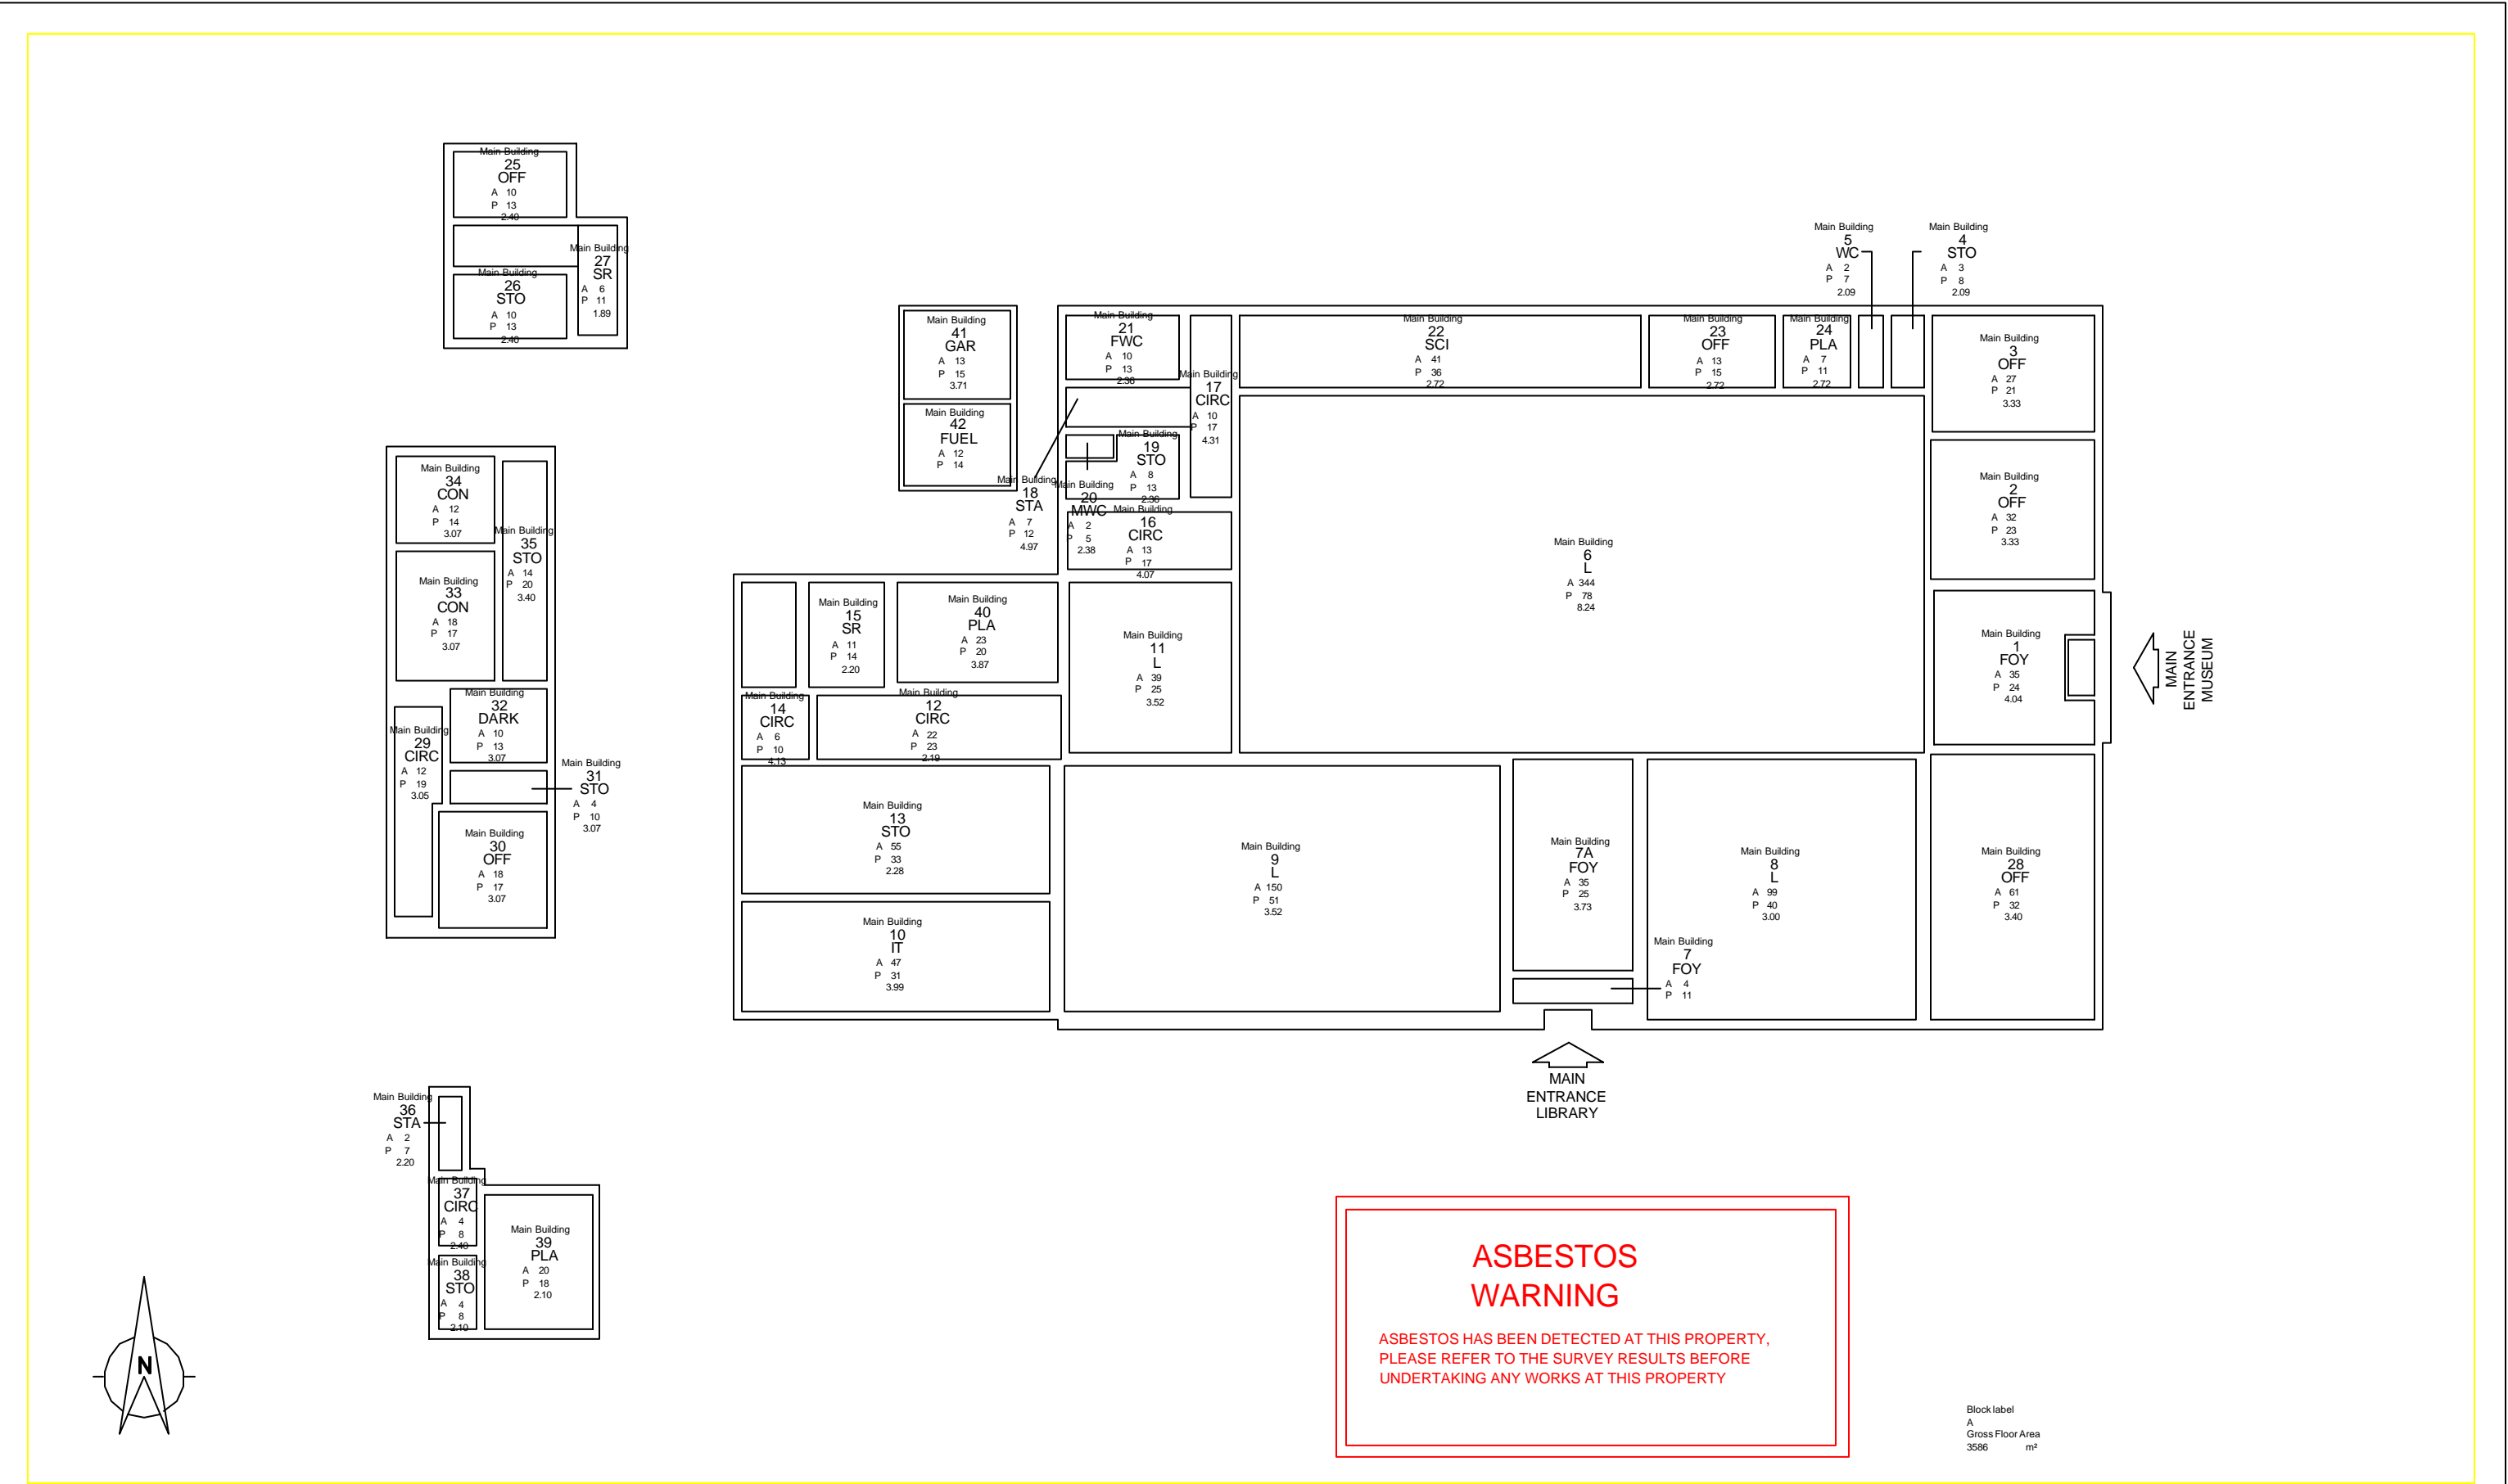 Main Building
25
OFF
A 10
P 13
2.40
Main Building
27
SR
A 6
P 11
1.89
Main Building
26
STO
A 10
P 13
2.40
Main Building
5
WC
A 2
P 7
2.09
Main Building
4
STO
A 3
P 8
2.09
Main Building
41
GAR
A 13
P 15
3.71
Main Building
21
FWC
A 10
P 13
2.38
Main Building
17
CIRC
A 10
P 17
4.31
Main Building
22
SCI
A 41
P 36
2.72
Main Building
23
OFF
A 13
P 15
2.72
Main Building
24
PLA
A 7
P 11
2.72
Main Building
3
OFF
A 27
P 21
3.33
Main Building
42
FUEL
A 12
P 14
Main Building
19
STO
A 8
P 13
2.36
Main Building
18
STA
A 7
P 12
4.97
Main Building
20
MWC
A 2
P 5
2.38
Main Building
16
CIRC
A 13
P 17
4.07
Main Building
2
OFF
A 32
P 23
3.33
Main Building
34
CON
A 12
P 14
3.07
Main Building
35
STO
A 14
P 20
3.40
Main Building
33
CON
A 18
P 17
3.07
Main Building
6
L
A 344
P 78
8.24
Main Building
15
SR
A 11
P 14
2.20
Main Building
40
PLA
A 23
P 20
3.87
Main Building
11
L
A 39
P 25
3.52
Main Building
1
FOY
A 35
P 24
4.04
MAIN
ENTRANCE
MUSEUM
Main Building
32
DARK
A 10
P 13
3.07
Main Building
29
CIRC
A 12
P 19
3.05
Main Building
31
STO
A 4
P 10
3.07
Main Building
30
OFF
A 18
P 17
3.07
Main Building
14
CIRC
A 6
P 10
4.13
Main Building
12
CIRC
A 22
P 23
2.19
Main Building
13
STO
A 55
P 33
2.28
Main Building
10
IT
A 47
P 31
3.99
Main Building
9
L
A 150
P 51
3.52
Main Building
7A
FOY
A 35
P 25
3.73
Main Building
8
L
A 99
P 40
3.00
Main Building
28
OFF
A 61
P 32
3.40
Main Building
7
FOY
A 4
P 11
MAIN
ENTRANCE
LIBRARY
Main Building
36
STA
A 2
P 7
2.20
Main Building
37
CIRC
A 4
P 8
2.40
Main Building
38
STO
A 4
P 8
2.10
Main Building
39
PLA
A 20
P 18
2.10
N
ASBESTOS
WARNING
ASBESTOS HAS BEEN DETECTED AT THIS PROPERTY,
PLEASE REFER TO THE SURVEY RESULTS BEFORE
UNDERTAKING ANY WORKS AT THIS PROPERTY
Block label
A
Gross Floor Area
3586 m²